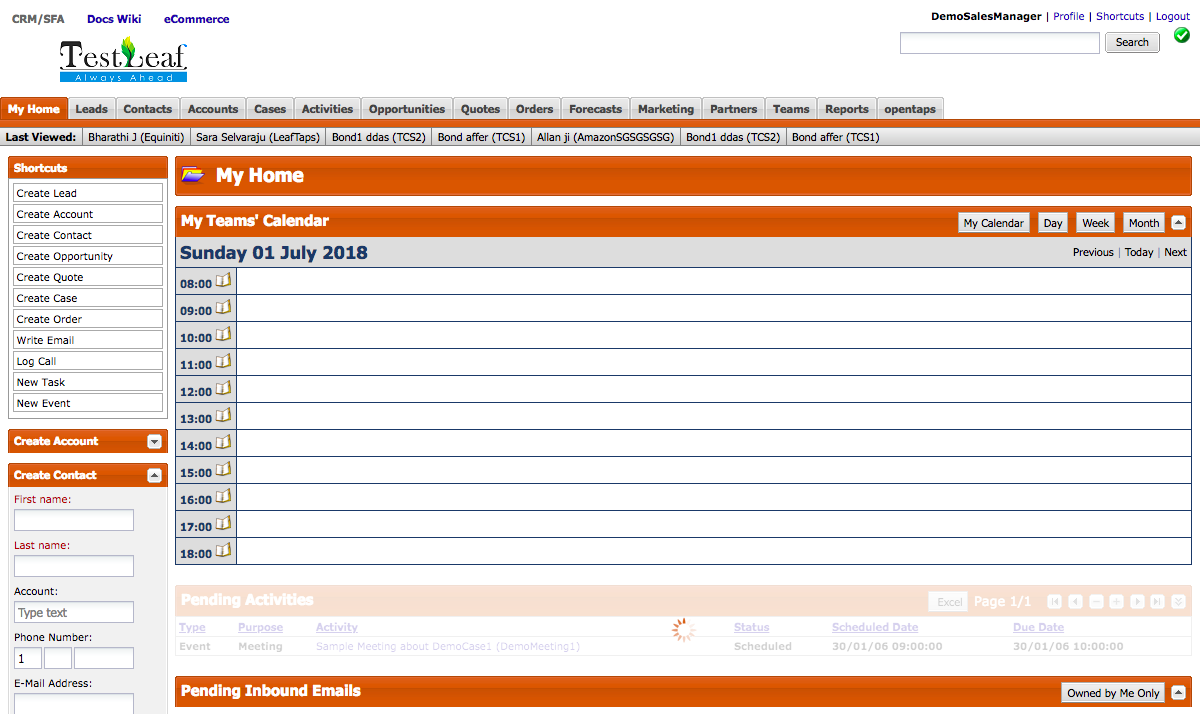 CRM/SFA Docs Wiki eCommerce
DemoSalesManager | Profile | Shortcuts | Logout
TestLeaf
Always Ahead
Search
My Home Leads Contacts Accounts Cases Activities Opportunities Quotes Orders Forecasts Marketing Partners Teams Reports opentaps
Last Viewed: Bharathi J (Equiniti) Sara Selvaraju (LeafTaps) Bond1 ddas (TCS2) Bond affer (TCS1) Allan ji (AmazonSGSGSGSG) Bond1 ddas (TCS2) Bond affer (TCS1)
Shortcuts
Create Lead
Create Account
Create Contact
Create Opportunity
Create Quote
Create Case
Create Order
Write Email
Log Call
New Task
New Event
Create Account
Create Contact
First name:
Last name:
Account:
Type text
Phone Number:
1
E-Mail Address:
My Home
My Teams' Calendar My Calendar Day Week Month
Sunday 01 July 2018 Previous | Today | Next
08:00
09:00
10:00
11:00
12:00
13:00
14:00
15:00
16:00
17:00
18:00
Pending Activities Excel Page 1/1
Type Purpose Activity Status Scheduled Date Due Date
Event Meeting Sample Meeting about DemoCase1 (DemoMeeting1) Scheduled 30/01/06 09:00:00 30/01/06 10:00:00
Pending Inbound Emails Owned by Me Only